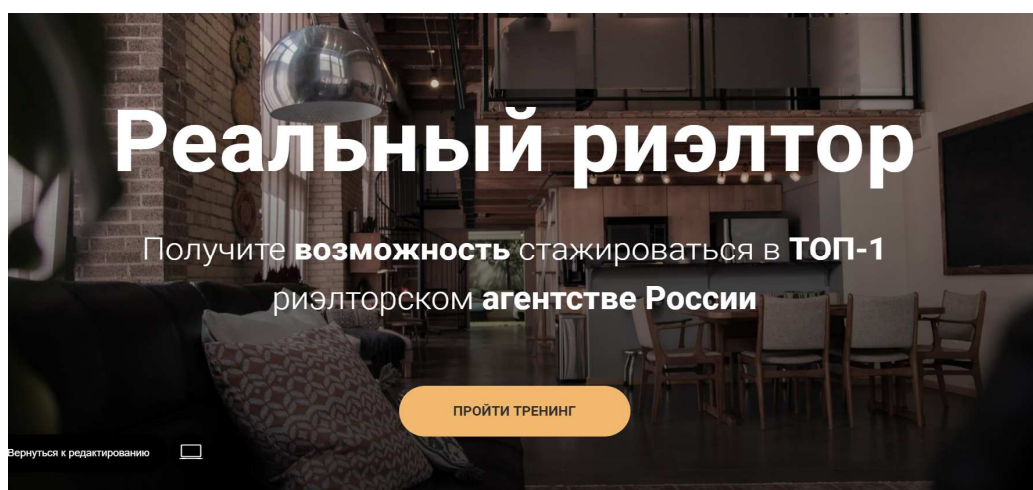 Реальный риэлтор
Получите возможность стажироваться в ТОП-1
риэлторском агентстве России
ПРОЙТИ ТРЕНИНГ
Вернуться к редактированию